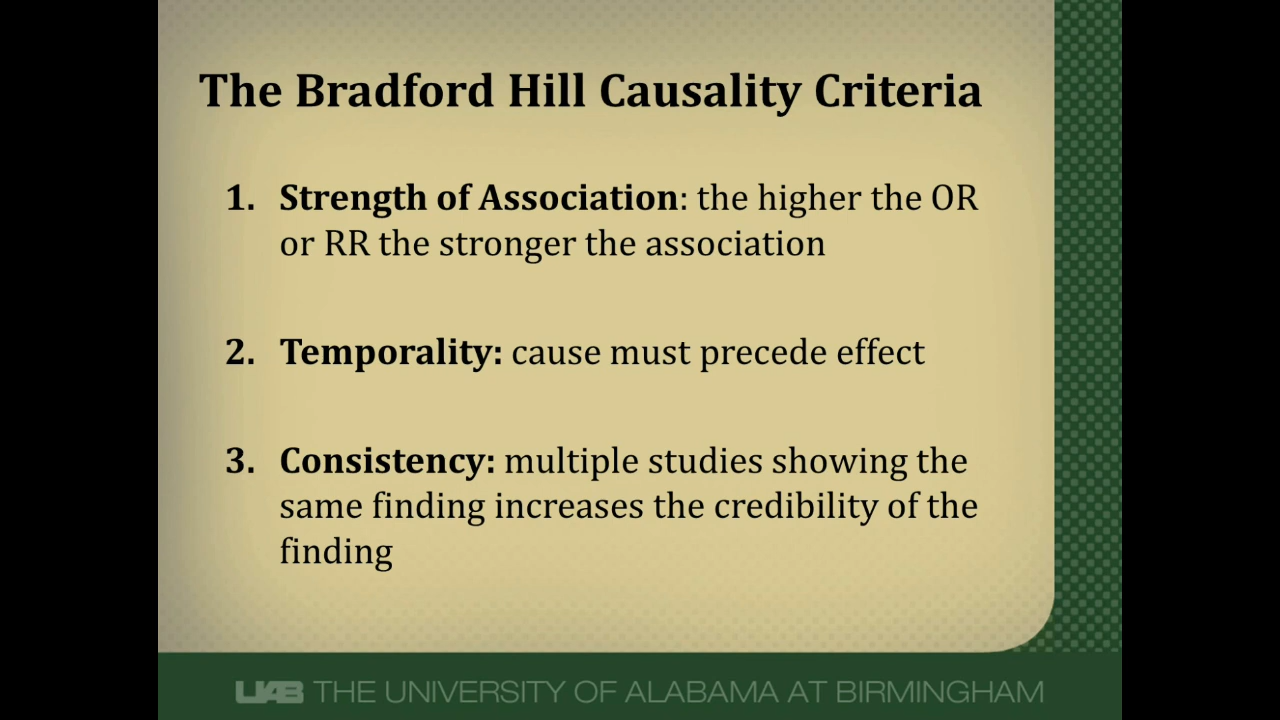 The Bradford Hill Causality Criteria
1. Strength of Association: the higher the OR
or RR the stronger the association
2. Temporality: cause must precede effect
3. Consistency: multiple studies showing the
same finding increases the credibility of the
finding
UAB THE UNIVERSITY OF ALABAMA AT BIRMINGHAM